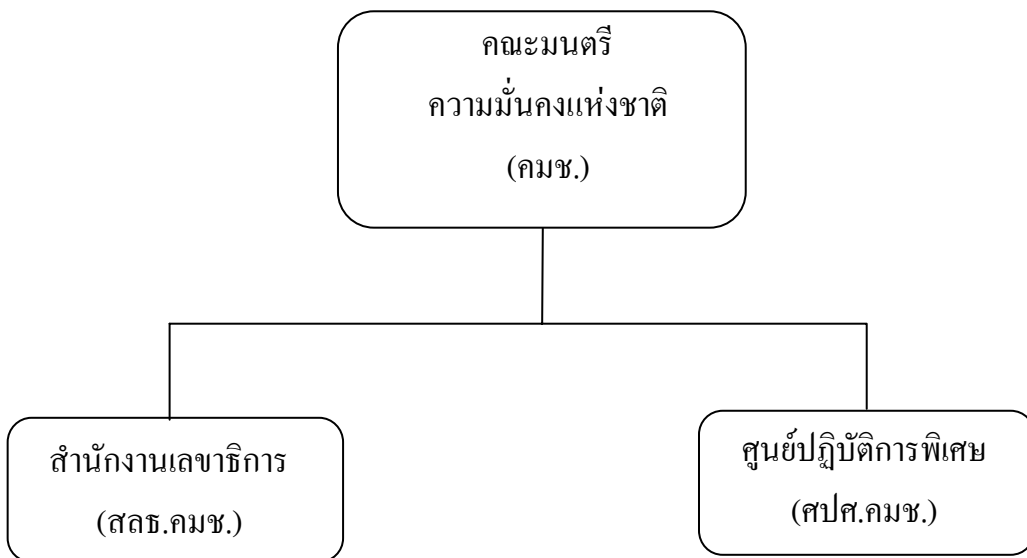 คณะมนตรี
ความมั่นคงแห่งชาติ
(คมช.)
สำนักงานเลขาธิการ
(สลธ.คมช.)
ศูนย์ปฏิบัติการพิเศษ
(ศปศ.คมช.)